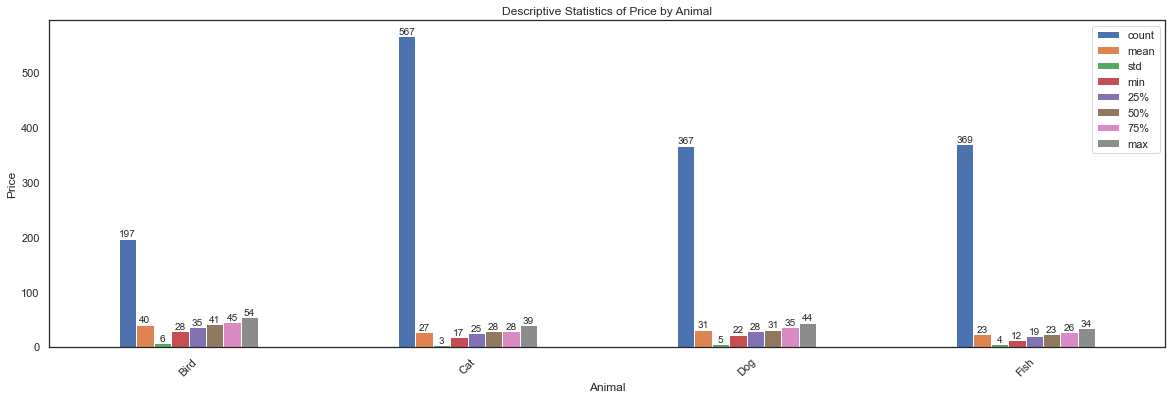 Descriptive Statistics of Price by Animal
count
mean
std
min
25%
50%
75%
max
Price
500
400
300
200
100
0
197 40 6 28 35 41 45 54
567 27 3 17 25 28 28 39
367 31 5 22 28 31 35 44
369 23 4 12 19 23 26 34
Bird Cat Dog Fish
Animal